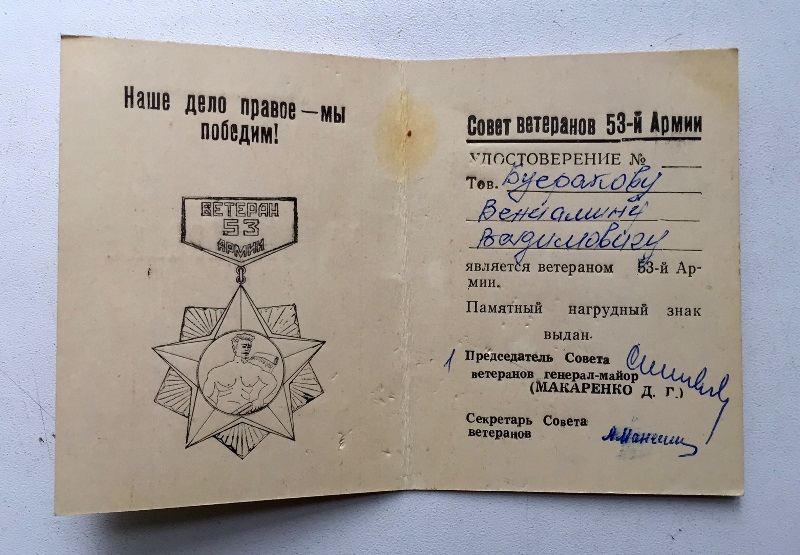 Наше дело правое — мы
победим!
ВЕТЕРАН
53
АРМИИ
Совет ветеранов 53-й Армии
УДОСТОВЕРЕНИЕ №
Тов.
Вениамину
Вадимовичу
является ветераном 53-й Ар-
мии.
Памятный нагрудный знак
выдан.
Председатель Совета
ветеранов генерал-майор
(МАКАРЕНКО Д. Г.)
Секретарь Совета
ветеранов